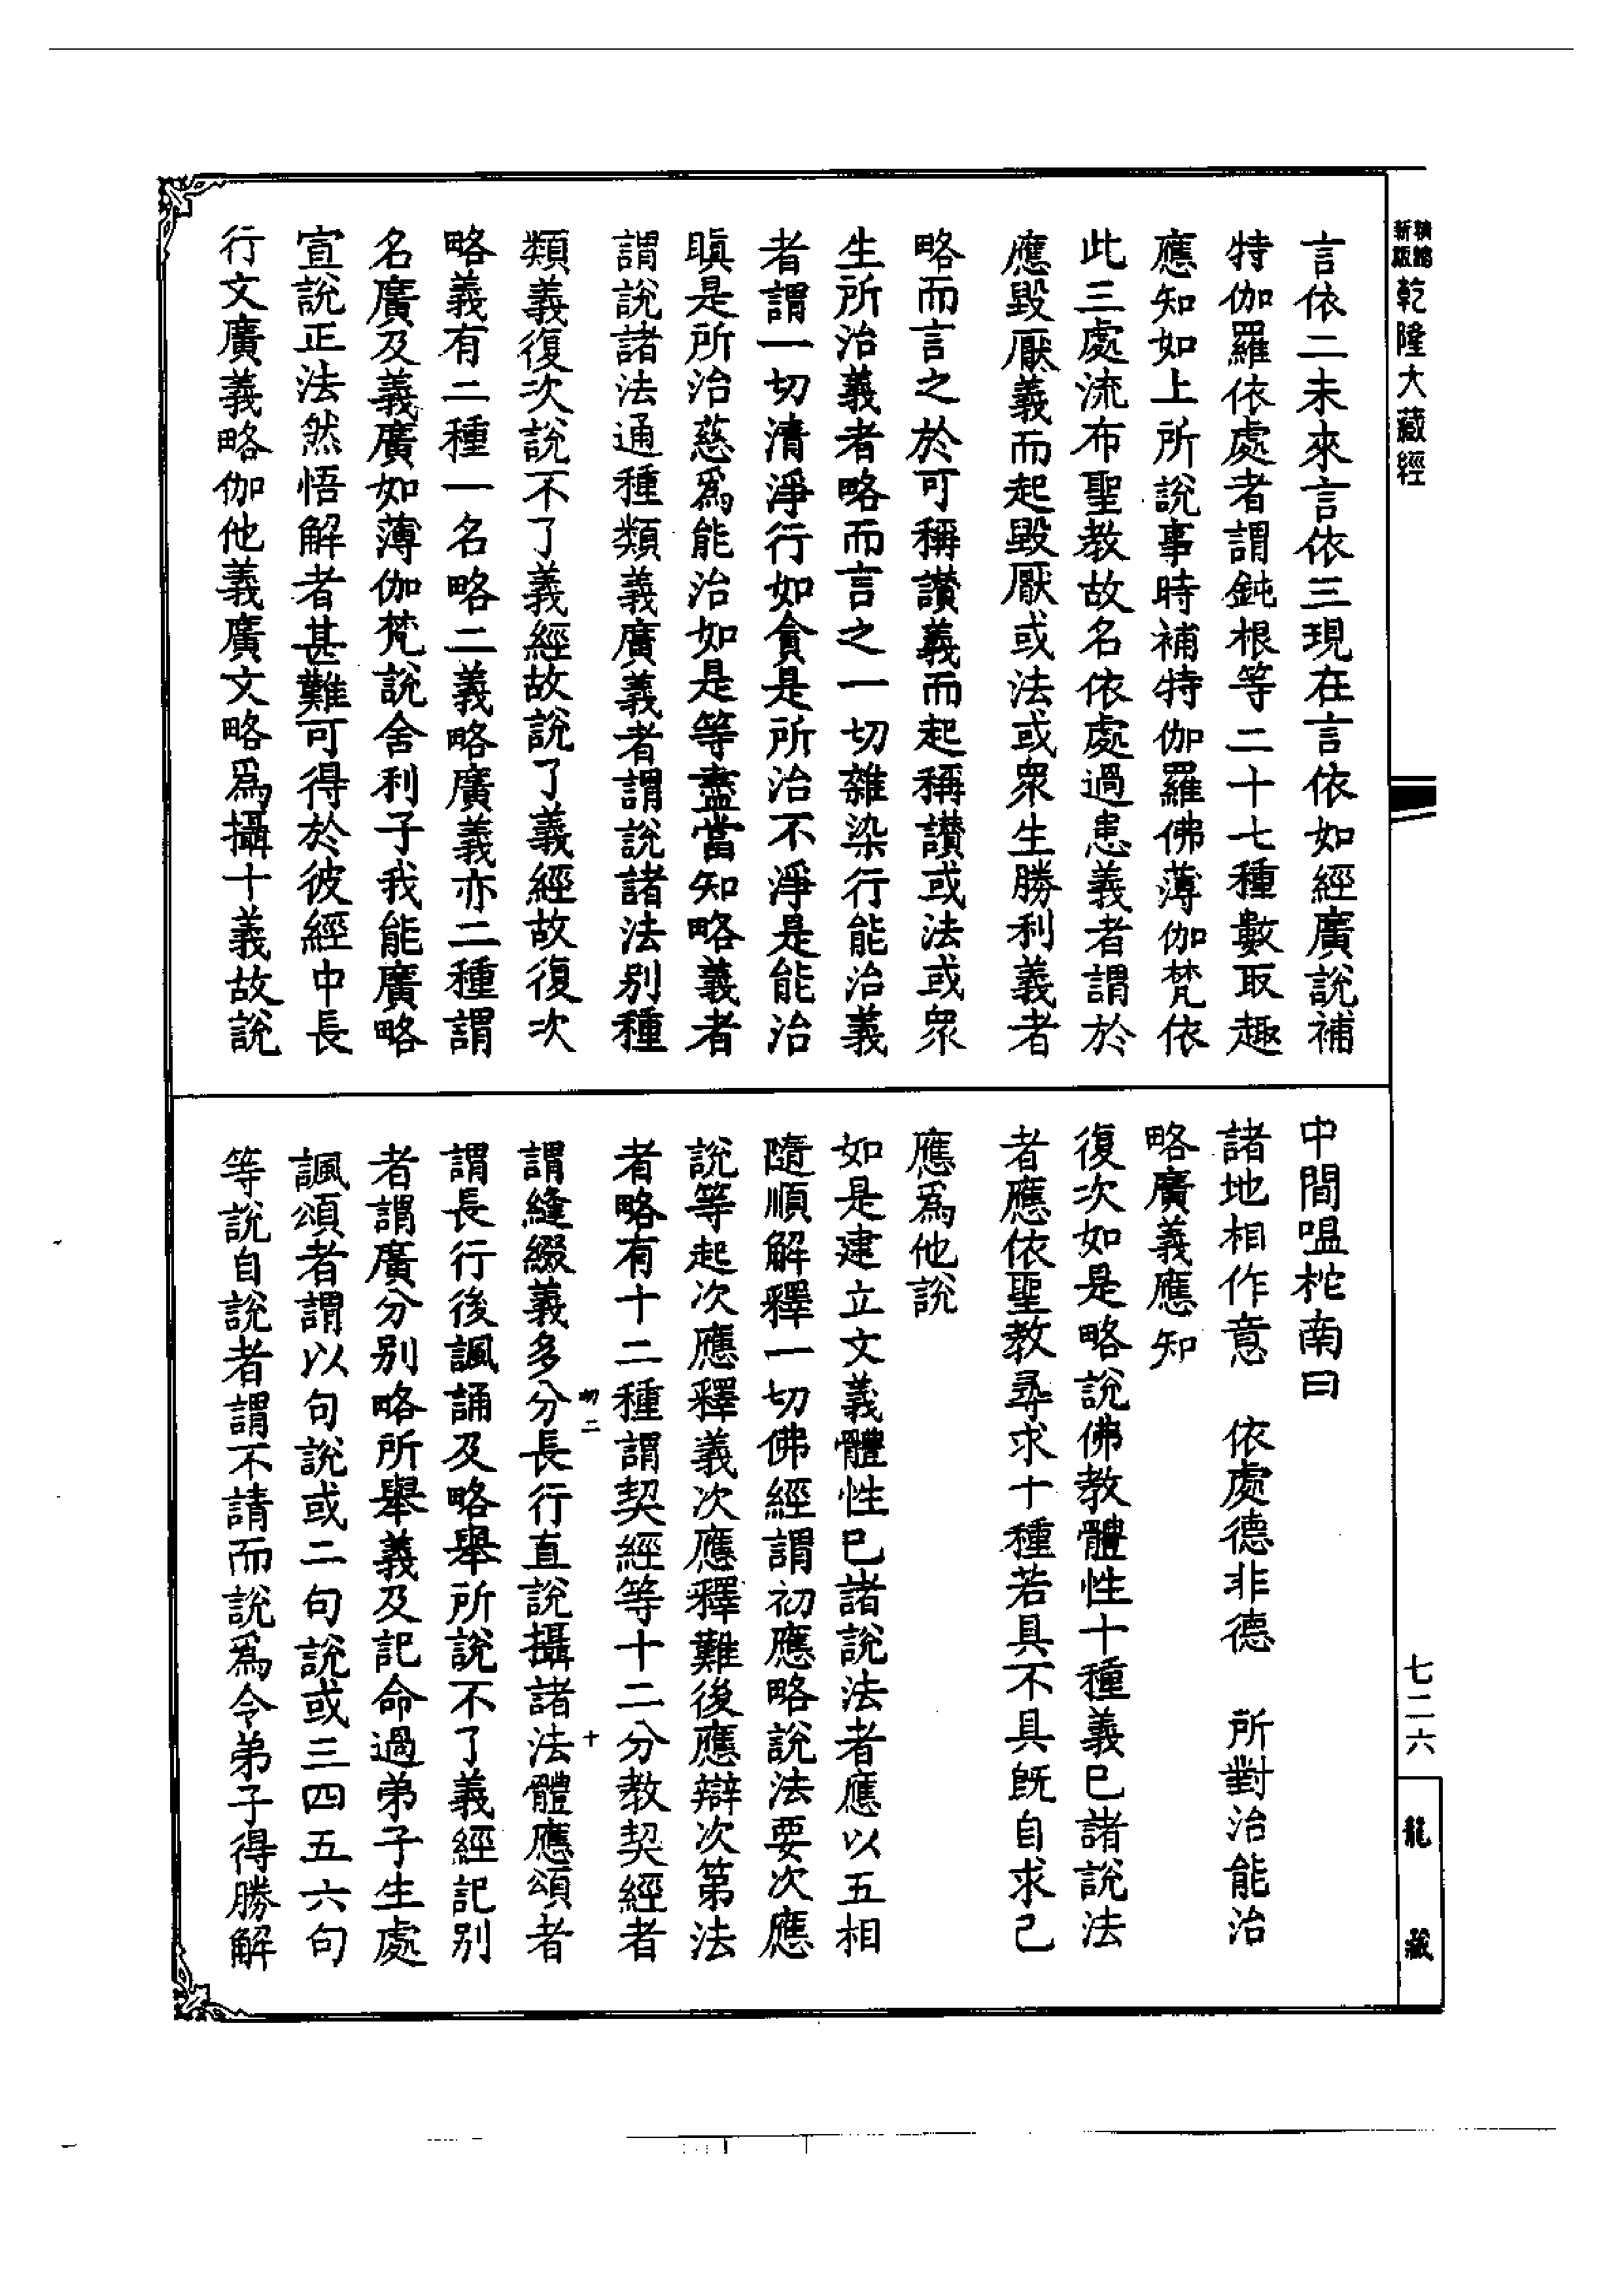 新版
乾隆大藏經
言依二未來言依三現在言依如經廣說補
特伽羅依處者謂鈍根等二十七種數取趣
應知如上所說事時補特伽羅佛薄伽梵依
此三處流布聖教故名依處過患義者謂於
應毀厭義而起毀厭或法或眾生勝利義者
略而言之於可稱讚義而起稱讚或法或眾
生所治義者略而言之一切雜染行能治義
者謂一切清淨行如貪是所治不淨是能治
瞋是所治慈爲能治如是等盡當知略義者
謂說諸法通種類義廣義者謂說諸法別種
類義復次說不了義經故說了義經故復次
略義有二種一名略二義略廣義亦二種謂
名廣及義廣如薄伽梵說舍利子我能廣略
宣說正法然悟解者甚難可得於彼經中長
行文廣義略伽他義廣文略爲攝十義故說
中間嗢柁南曰
諸地相作意　依處德非德　所對治能治
略廣義應知
復次如是略說佛教體性十種義已諸說法
者應依聖教尋求十種若具不具既自求已
應爲他說
如是建立文義體性已諸說法者應以五相
隨順解釋一切佛經謂初應略說法要次應
說等起次應釋義次應釋難後應辯次第法
者略有十二種謂契經等十二分教契經者
謂縫綴義多分長行直說攝諸法體應頌者
謂長行後諷誦及略舉所說不了義經記別
者謂廣分別略所舉義及記命過弟子生處
諷頌者謂以句說或二句說或三四五六句
等說自說者謂不請而說爲令弟子得勝解
二　十
七二六
龍藏